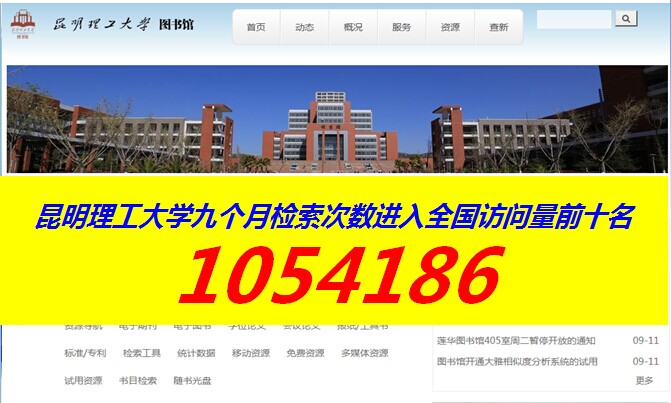 昆明理工大学 图书馆
首页 动态 概况 服务 资源 查新
昆明理工大学九个月检索次数进入全国访问量前十名
1054186
资源导航 电子期刊 电子图书 学位论文 会议论文 报纸/工具书
标准/专利 检索工具 统计数据 移动资源 免费资源 多媒体资源
试用资源 书目检索 随书光盘
莲华图书馆405室周二暂停开放的通知 09-11
图书馆开通大雅相似度分析系统的试用 09-11
更多